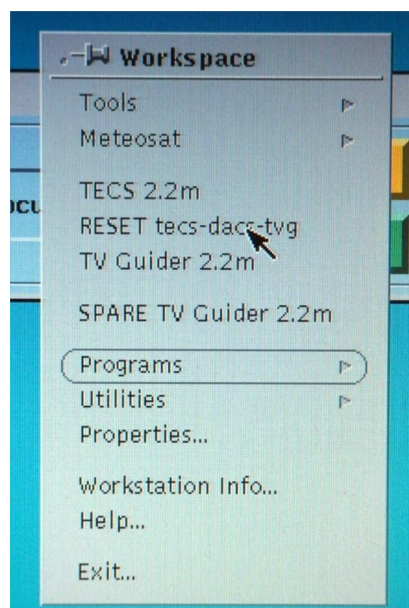 Workspace
Tools
Meteosat
TECS 2.2m
RESET tecs-dacs-tvg
TV Guider 2.2m
SPARE TV Guider 2.2m
Programs
Utilities
Properties...
Workstation Info...
Help...
Exit...